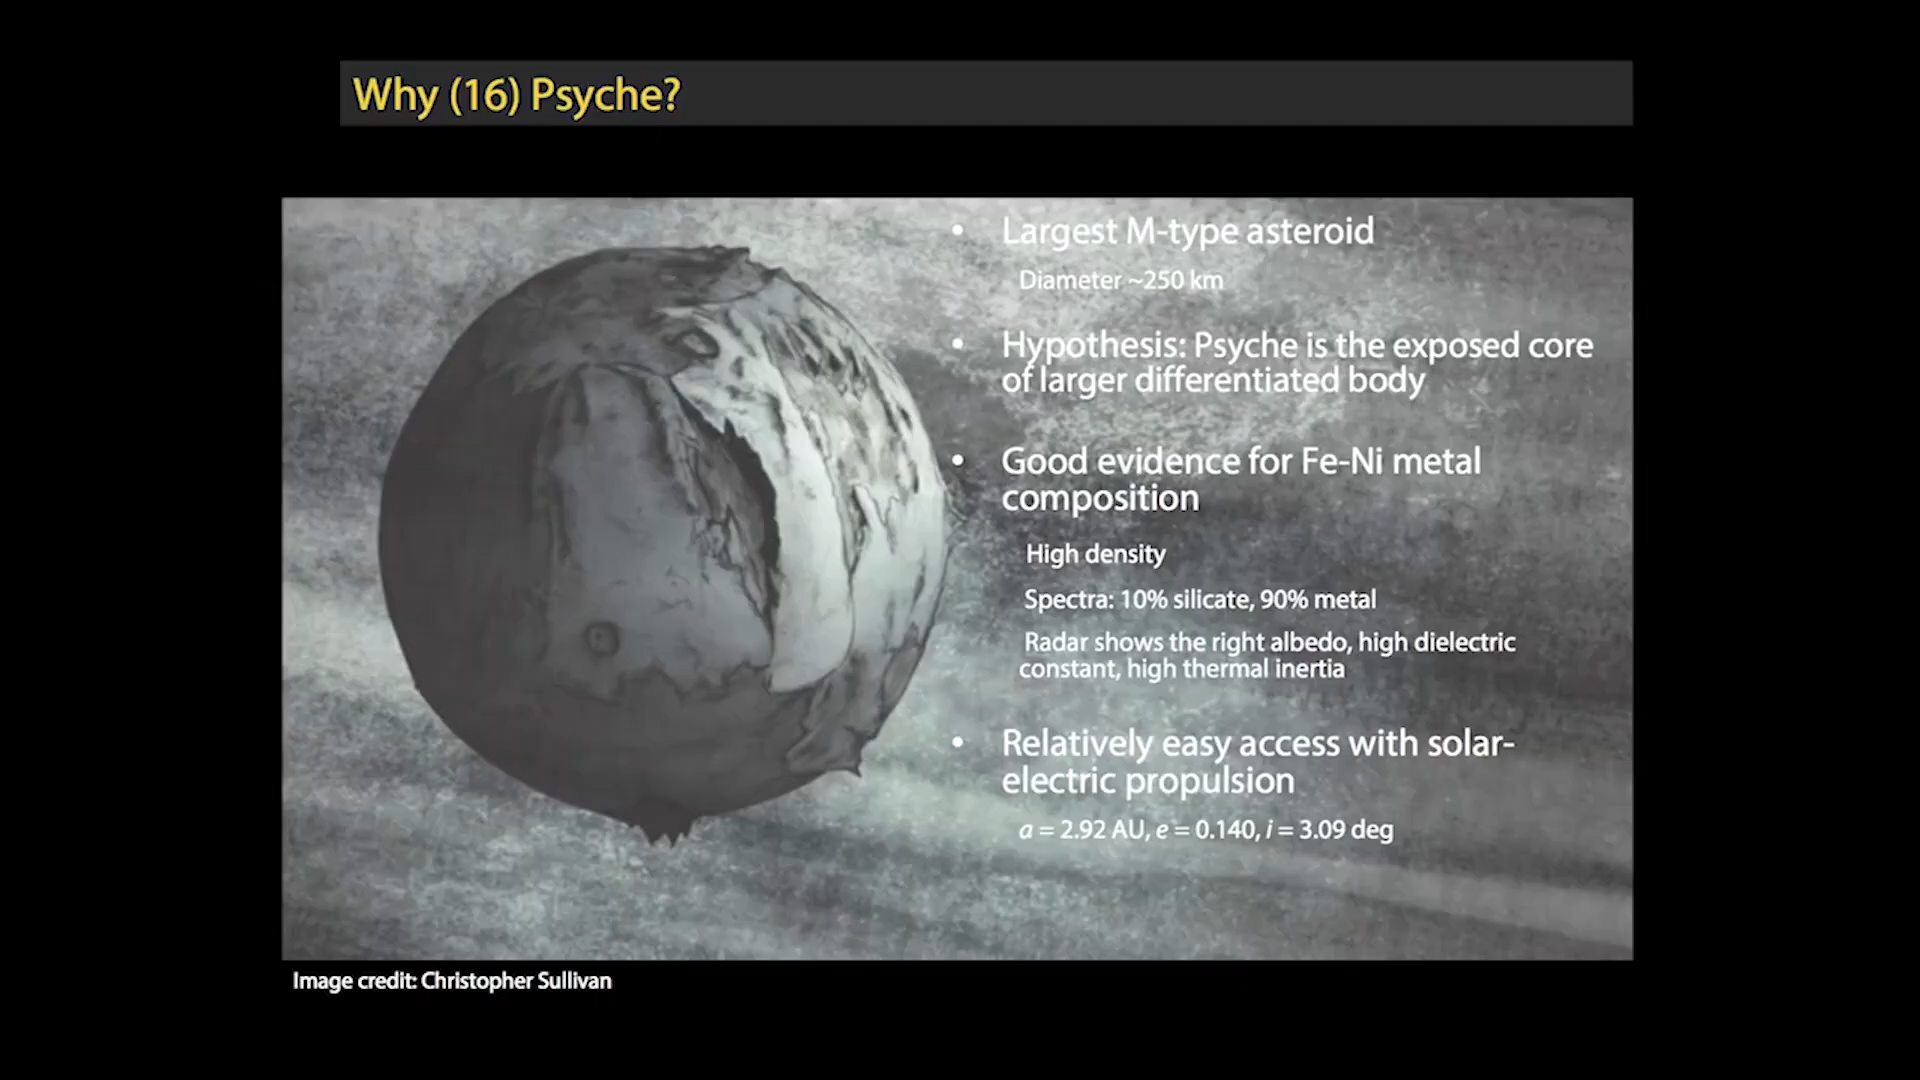 Why (16) Psyche?
• Largest M-type asteroid
Diameter ~250 km
• Hypothesis: Psyche is the exposed core
of larger differentiated body
• Good evidence for Fe-Ni metal
composition
High density
Spectra: 10% silicate, 90% metal
Radar shows the right albedo, high dielectric
constant, high thermal inertia
• Relatively easy access with solar-
electric propulsion
a = 2.92 AU, e = 0.140, i = 3.09 deg
Image credit: Christopher Sullivan